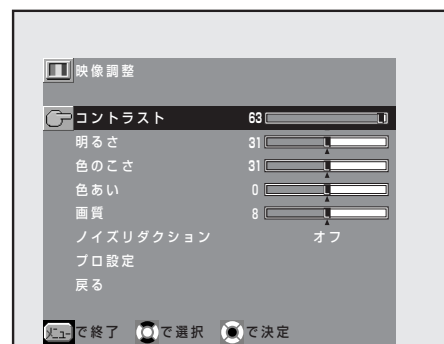 映像調整
コントラスト 63
明るさ 31
色のこさ 31
色あい 0
画質 8
ノイズリダクション オフ
プロ設定
戻る
メニューで終了 で選択 で決定